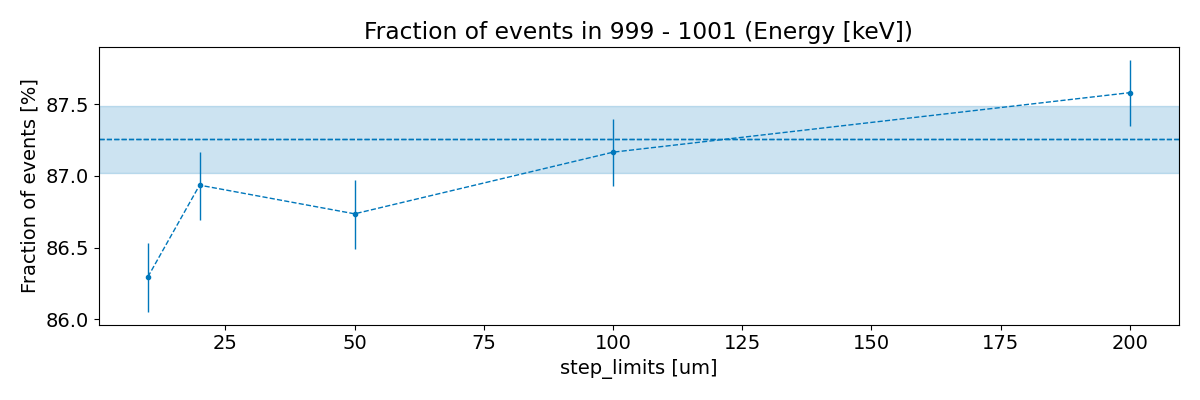 Fraction of events in 999 - 1001 (Energy [keV])
Fraction of events [%]
87.5
87.0
86.5
86.0
25 50 75 100 125 150 175 200
step_limits [um]